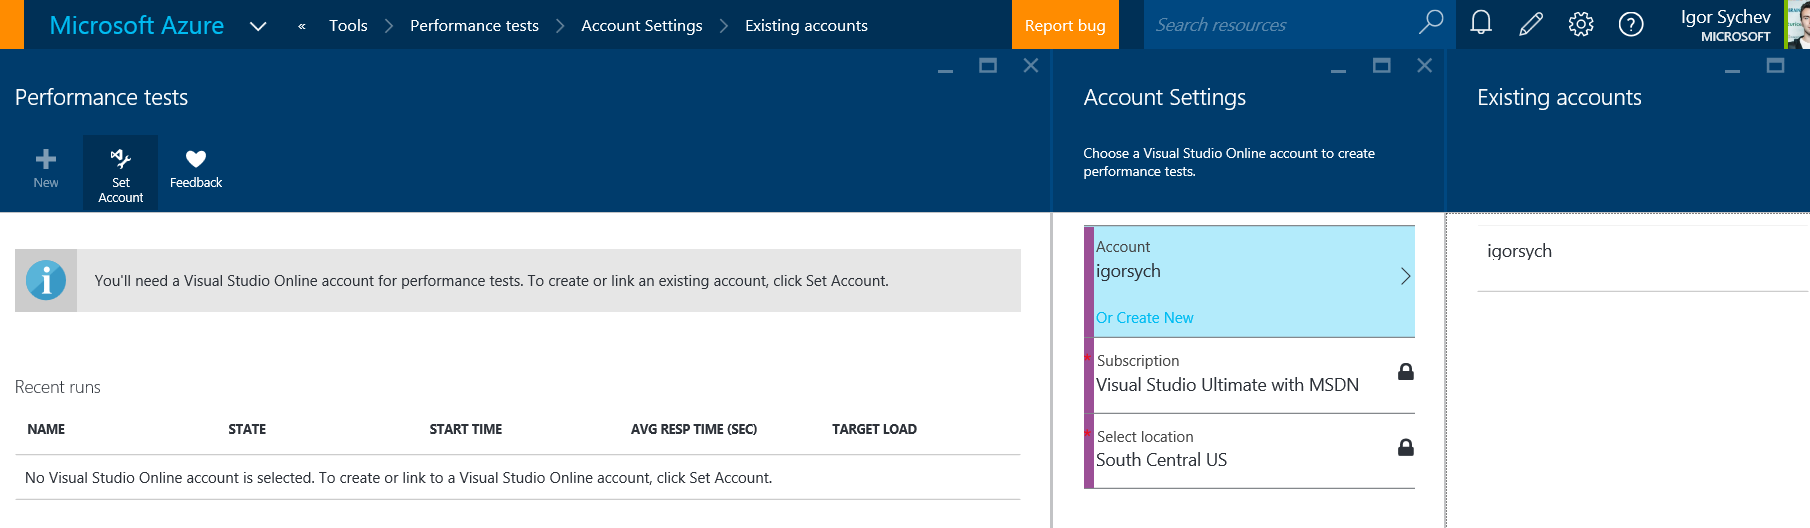 Microsoft Azure
«
Tools
Performance tests
Account Settings
Existing accounts
Report bug
Search resources
Igor Sychev
MICROSOFT
Performance tests
New
Set
Account
Feedback
You'll need a Visual Studio Online account for performance tests. To create or link an existing account, click Set Account.
Recent runs
NAME STATE START TIME AVG RESP TIME (SEC) TARGET LOAD
No Visual Studio Online account is selected. To create or link to a Visual Studio Online account, click Set Account.
Account Settings
Choose a Visual Studio Online account to create
performance tests.
Account
igorsych
Or Create New
* Subscription
Visual Studio Ultimate with MSDN
* Select location
South Central US
Existing accounts
igorsych